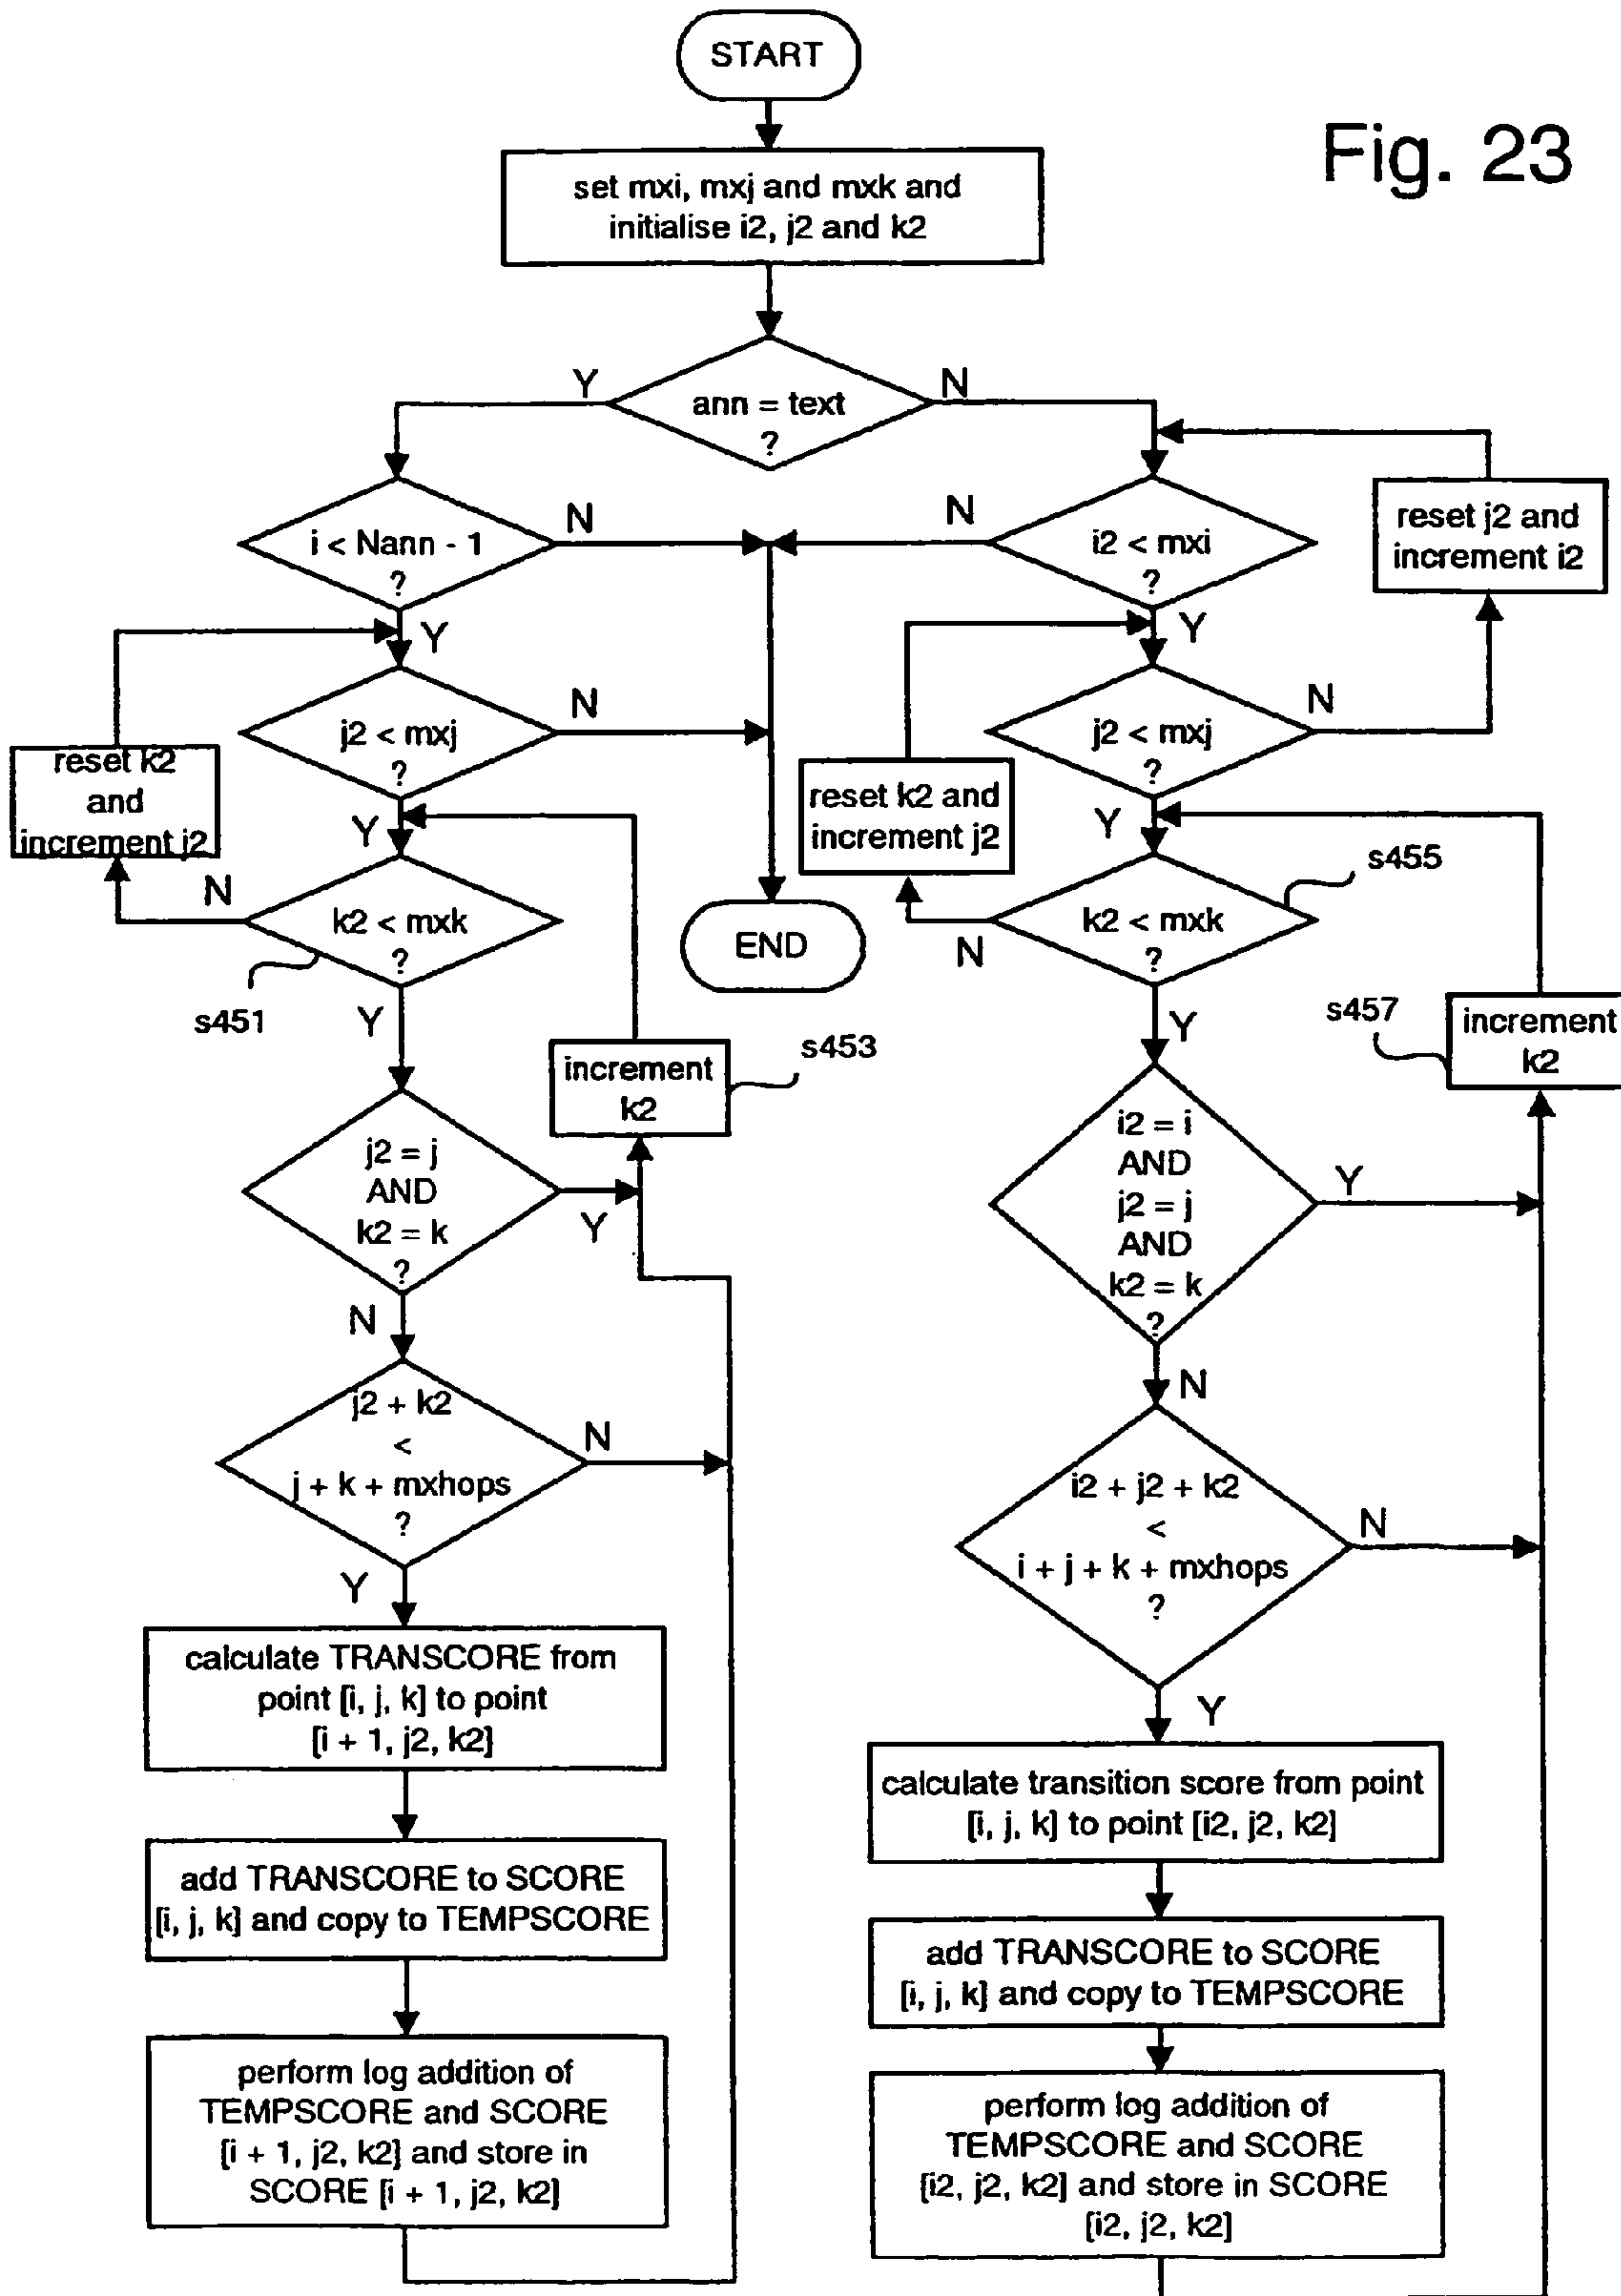 START
Fig. 23
set mxi, mxj and mxk and
initialise i2, j2 and k2
Y
N
ann = text
?
i < Nann - 1
?
N
N
i2 < mxi
?
reset j2 and
increment i2
Y
Y
j2 < mxj
?
N
j2 < mxj
?
N
reset k2
and
increment j2
reset k2 and
increment j2
Y
Y
N
k2 < mxk
?
s451
END
s455
k2 < mxk
?
N
Y
Y
increment
k2
s453
s457
increment
k2
j2 = j
AND
k2 = k
?
Y
i2 = i
AND
j2 = j
AND
k2 = k
?
Y
N
N
j2 + k2
<
j + k + mxhops
?
N
i2 + j2 + k2
<
i + j + k + mxhops
?
N
Y
Y
calculate TRANSCORE from
point [i, j, k] to point
[i + 1, j2, k2]
calculate transition score from point
[i, j, k] to point [i2, j2, k2]
add TRANSCORE to SCORE
[i, j, k] and copy to TEMPSCORE
add TRANSCORE to SCORE
[i, j, k] and copy to TEMPSCORE
perform log addition of
TEMPSCORE and SCORE
[i + 1, j2, k2] and store in
SCORE [i + 1, j2, k2]
perform log addition of
TEMPSCORE and SCORE
[i2, j2, k2] and store in SCORE
[i2, j2, k2]